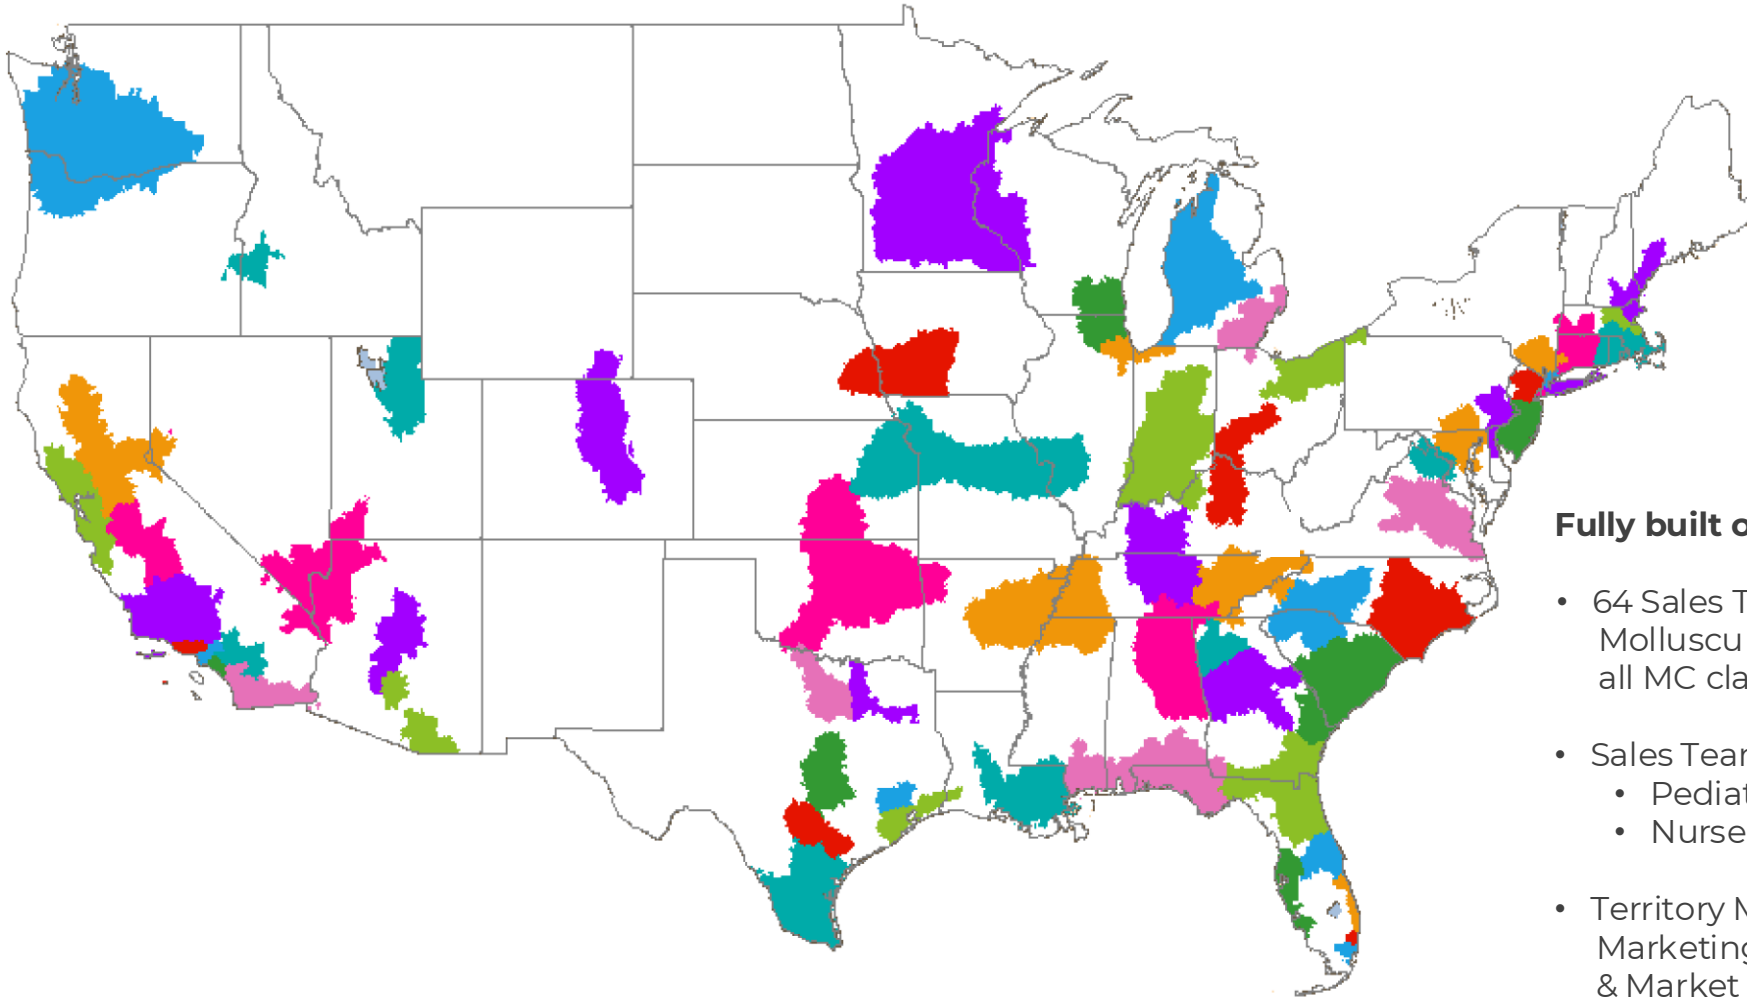 Fully built o
• 64 Sales T
Molluscu
all MC cla
• Sales Tear
• Pediat
• Nurse
• Territory M
Marketing
& Market